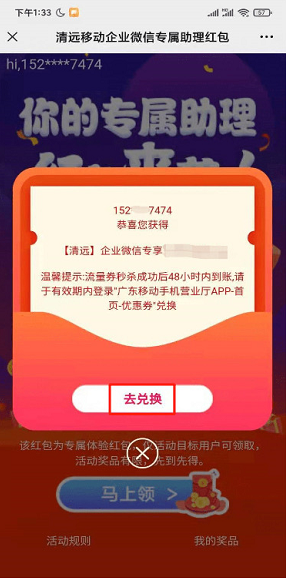 下午1:33
57
清远移动企业微信专属助理红包
hi,152****7474
你的专属助理
152 7474
恭喜您获得
【清远】企业微信专享
温馨提示:流量券秒杀成功后48小时内到账,请
于有效期内登录"广东移动手机营业厅APP-首
页-优惠券"兑换
去兑换
该红包为专属体验红包,仅活动目标用户可领取,
活动奖品有限,先到先得。
马上领 >
活动规则
我的奖品